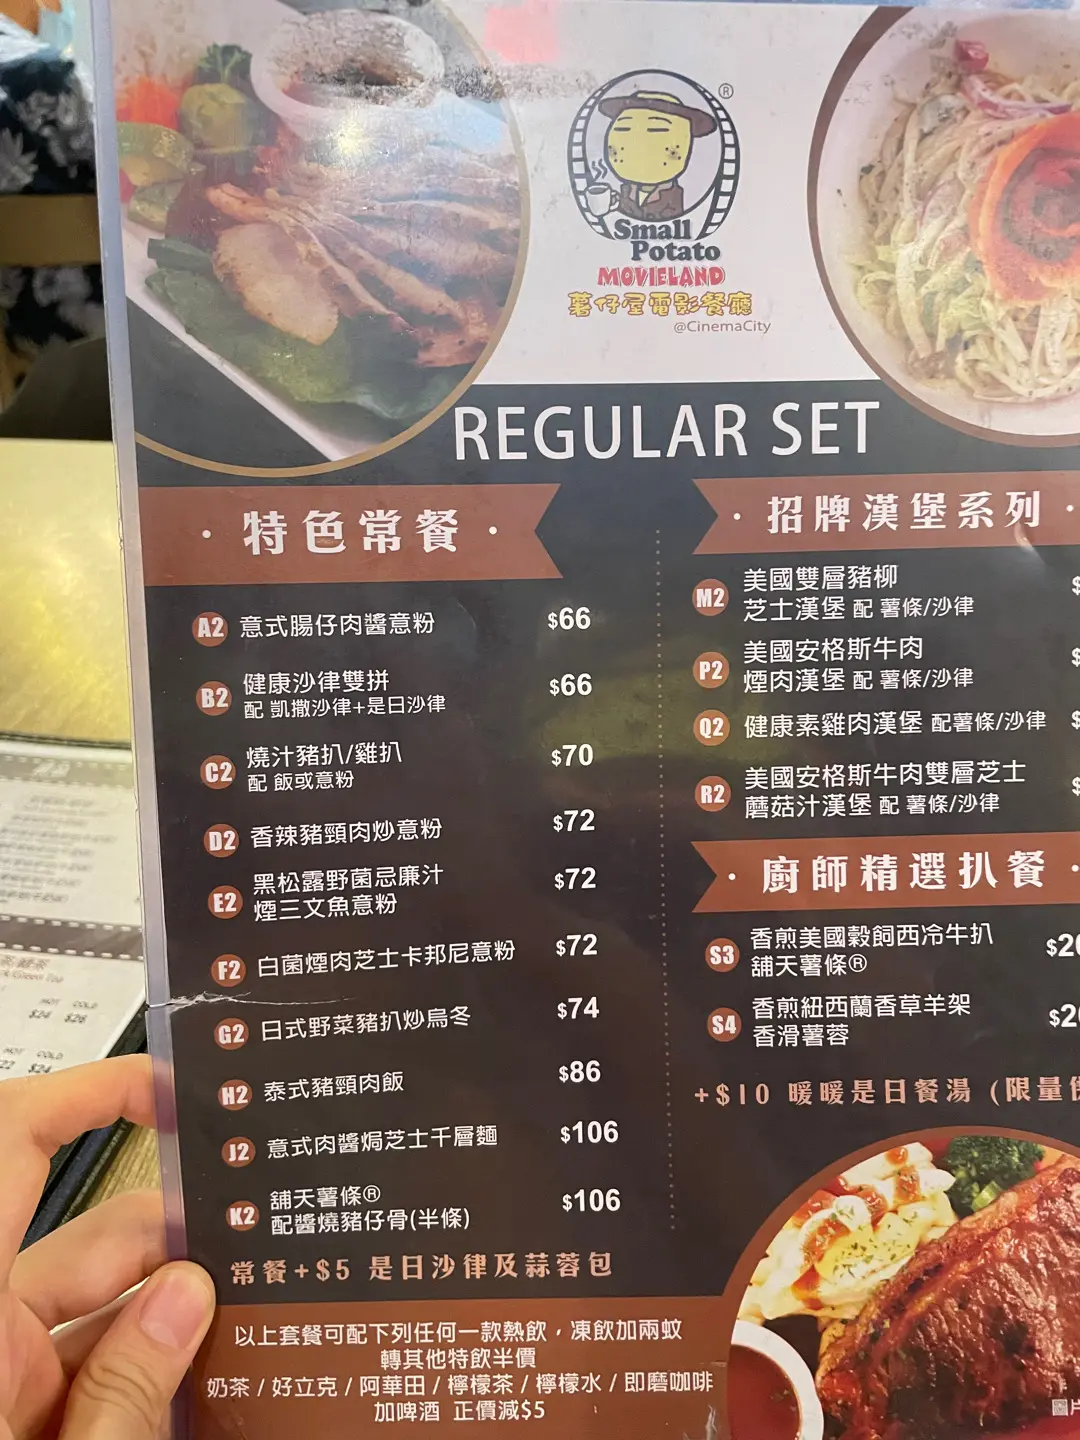 ®
Small
Potato
MOVIELAND
薯仔屋電影餐廳
@CinemaCity
REGULAR SET
· 特色常餐 ·
A2 意式腸仔肉醬意粉 $66
B2 健康沙律雙拼 $66
配 凱撒沙律+是日沙律
C2 燒汁豬扒/雞扒 $70
配 飯或意粉
D2 香辣豬頸肉炒意粉 $72
E2 黑松露野菌忌廉汁 $72
煙三文魚意粉
F2 白菌煙肉芝士卡邦尼意粉 $72
G2 日式野菜豬扒炒烏冬 $74
H2 泰式豬頸肉飯 $86
J2 意式肉醬焗芝士千層麵 $106
K2 舖天薯條® $106
配醬燒豬仔骨(半條)
常餐+$5 是日沙律及蒜蓉包
以上套餐可配下列任何一款熱飲，凍飲加兩蚊
轉其他特飲半價
奶茶 / 好立克 / 阿華田 / 檸檬茶 / 檸檬水 / 即磨咖啡
加啤酒 正價減$5
· 招牌漢堡系列 ·
M2 美國雙層豬柳 $
芝士漢堡 配 薯條/沙律
P2 美國安格斯牛肉 $
煙肉漢堡 配 薯條/沙律
Q2 健康素雞肉漢堡 配薯條/沙律 $
R2 美國安格斯牛肉雙層芝士 $
蘑菇汁漢堡 配 薯條/沙律
· 廚師精選扒餐 ·
S3 香煎美國穀飼西冷牛扒 $20
舖天薯條®
S4 香煎紐西蘭香草羊架 $20
香滑薯蓉
+$10 暖暖是日餐湯 (限量
圖片
HOT COLD
$24 $26
HOT COLD
$24